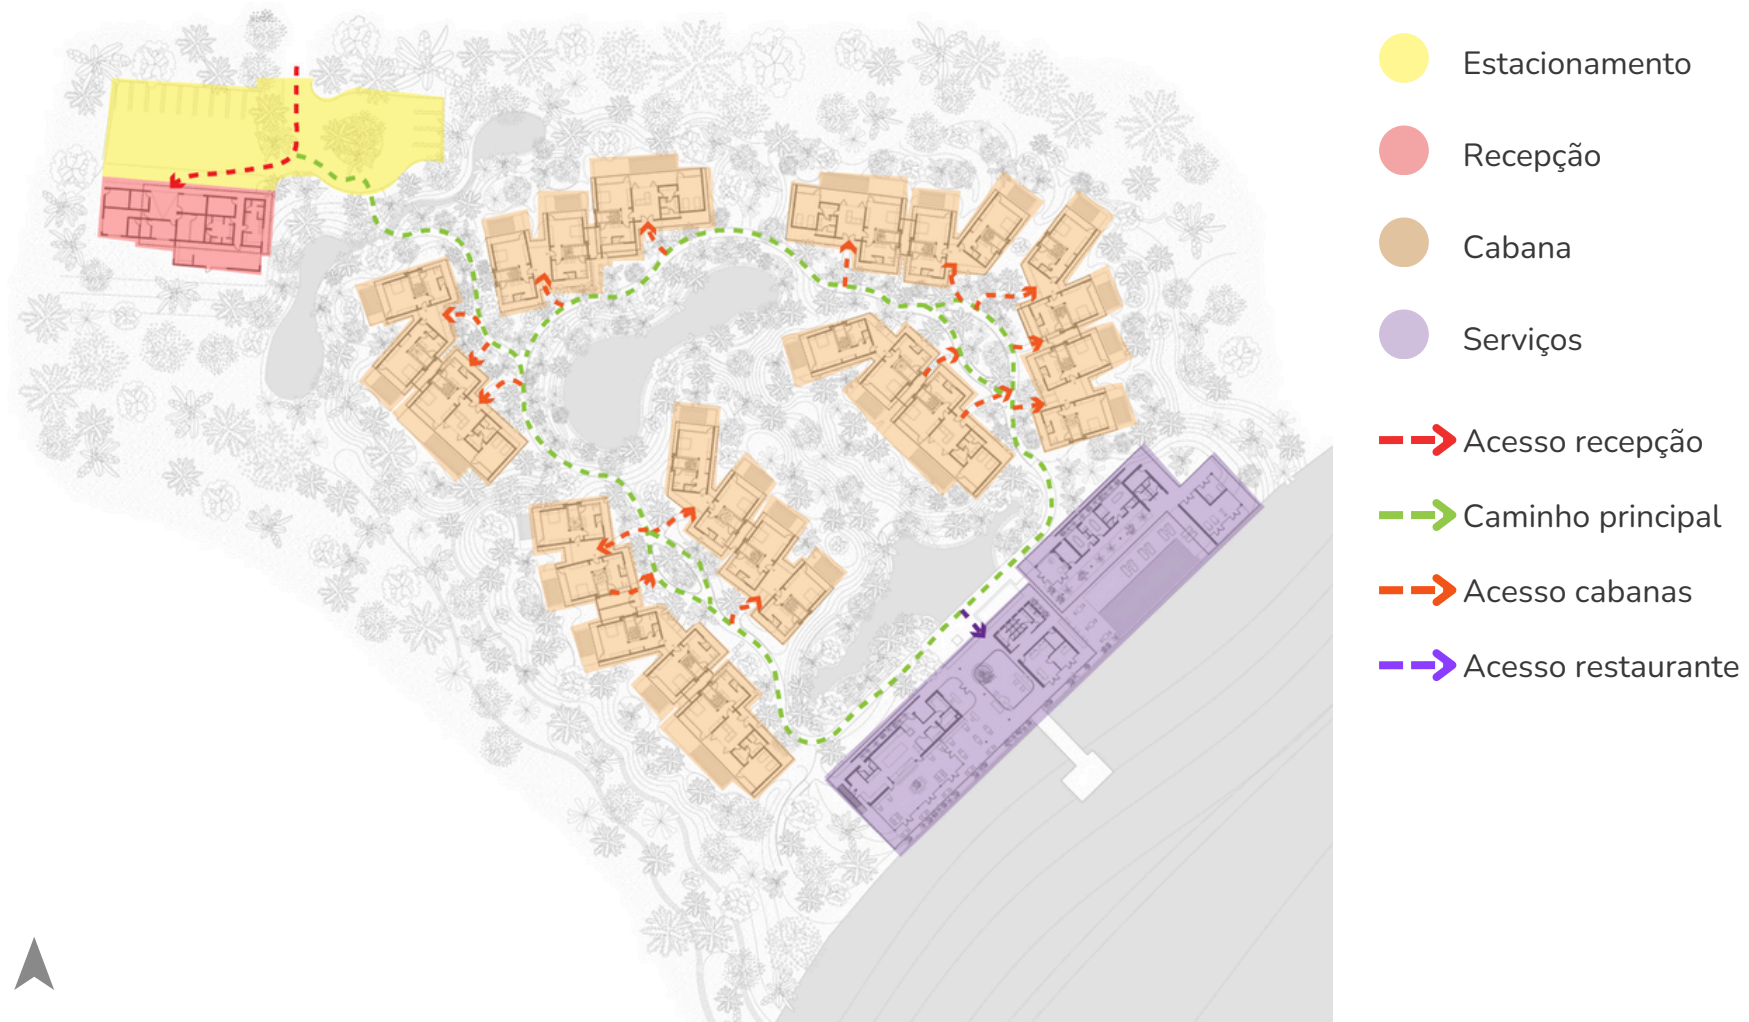 Estacionamento
Recepção
Cabana
Serviços
Acesso recepção
Caminho principal
Acesso cabanas
Acesso restaurante